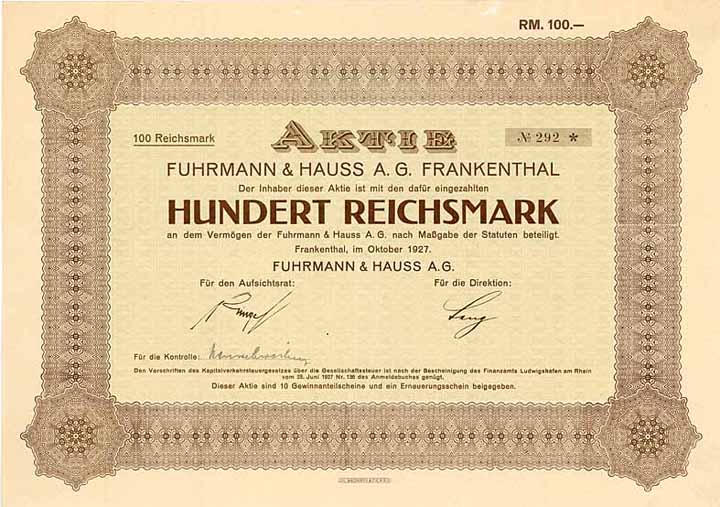 RM. 100.—
100 Reichsmark AKTIE № 292 *
FUHRMANN & HAUSS A. G. FRANKENTHAL
Der Inhaber dieser Aktie ist mit den dafür eingezahlten
HUNDERT REICHSMARK
an dem Vermögen der Fuhrmann & Hauss A. G. nach Maßgabe der Statuten beteiligt.
Frankenthal, im Oktober 1927.
FUHRMANN & HAUSS A.G.
Für den Aufsichtsrat: Für die Direktion:
Lang
Für die Kontrolle:
Den Vorschriften des Kapitalverkehrsteuergesetzes über die Gesellschaftsteuer ist nach der Bescheinigung des Finanzamts Ludwigshafen am Rhein
vom 23. Juni 1927 Nr. 136 des Anmeldebuches genügt.
Dieser Aktie sind 10 Gewinnanteilscheine und ein Erneuerungsschein beigegeben.